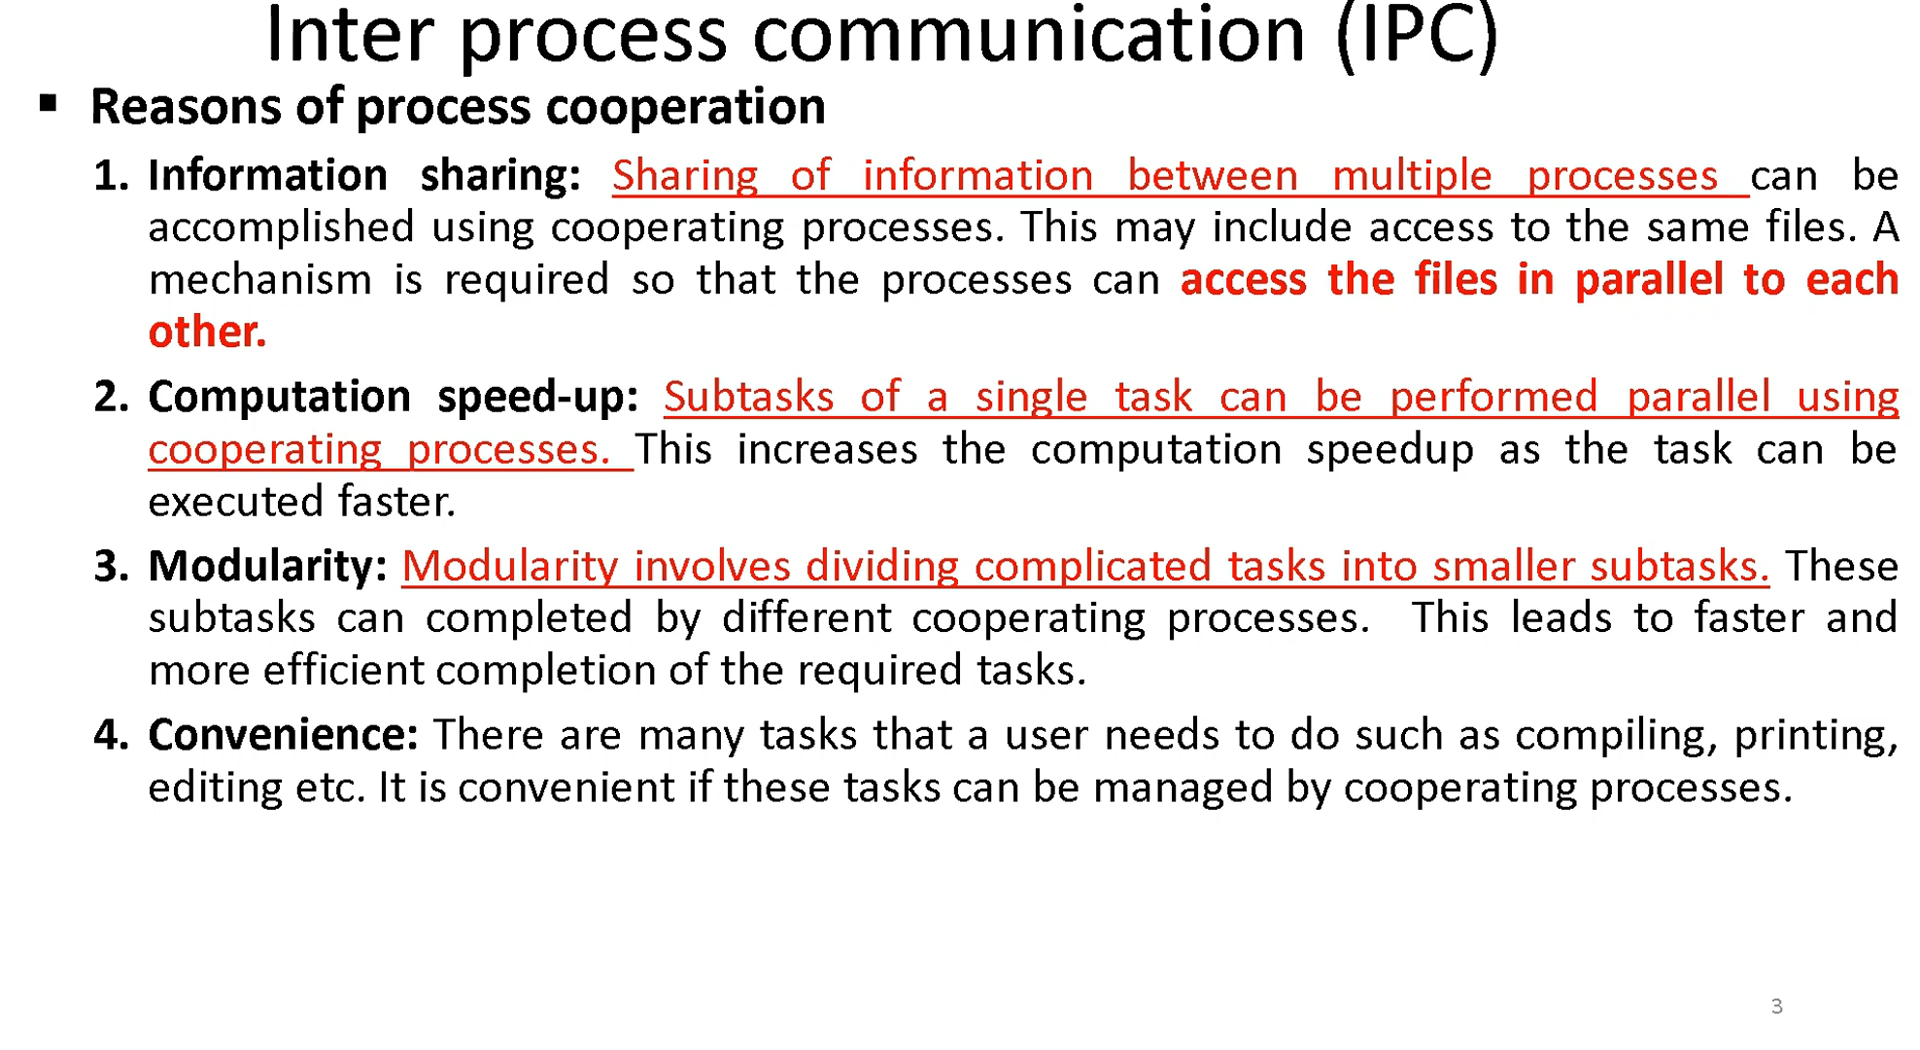 Inter process communication (IPC)
▪ Reasons of process cooperation
1. Information sharing: Sharing of information between multiple processes can be
accomplished using cooperating processes. This may include access to the same files. A
mechanism is required so that the processes can access the files in parallel to each
other.
2. Computation speed-up: Subtasks of a single task can be performed parallel using
cooperating processes. This increases the computation speedup as the task can be
executed faster.
3. Modularity: Modularity involves dividing complicated tasks into smaller subtasks. These
subtasks can completed by different cooperating processes. This leads to faster and
more efficient completion of the required tasks.
4. Convenience: There are many tasks that a user needs to do such as compiling, printing,
editing etc. It is convenient if these tasks can be managed by cooperating processes.
3